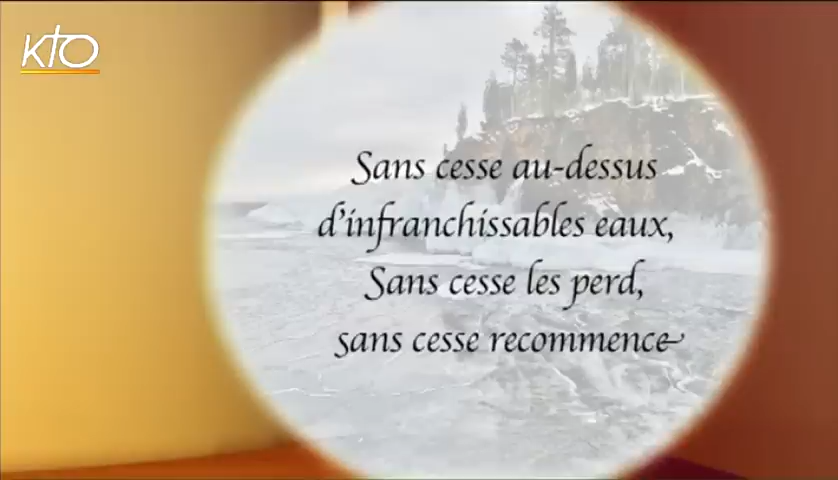 KTO
Sans cesse au-dessus
d'infranchissables eaux,
Sans cesse les perd,
sans cesse recommence